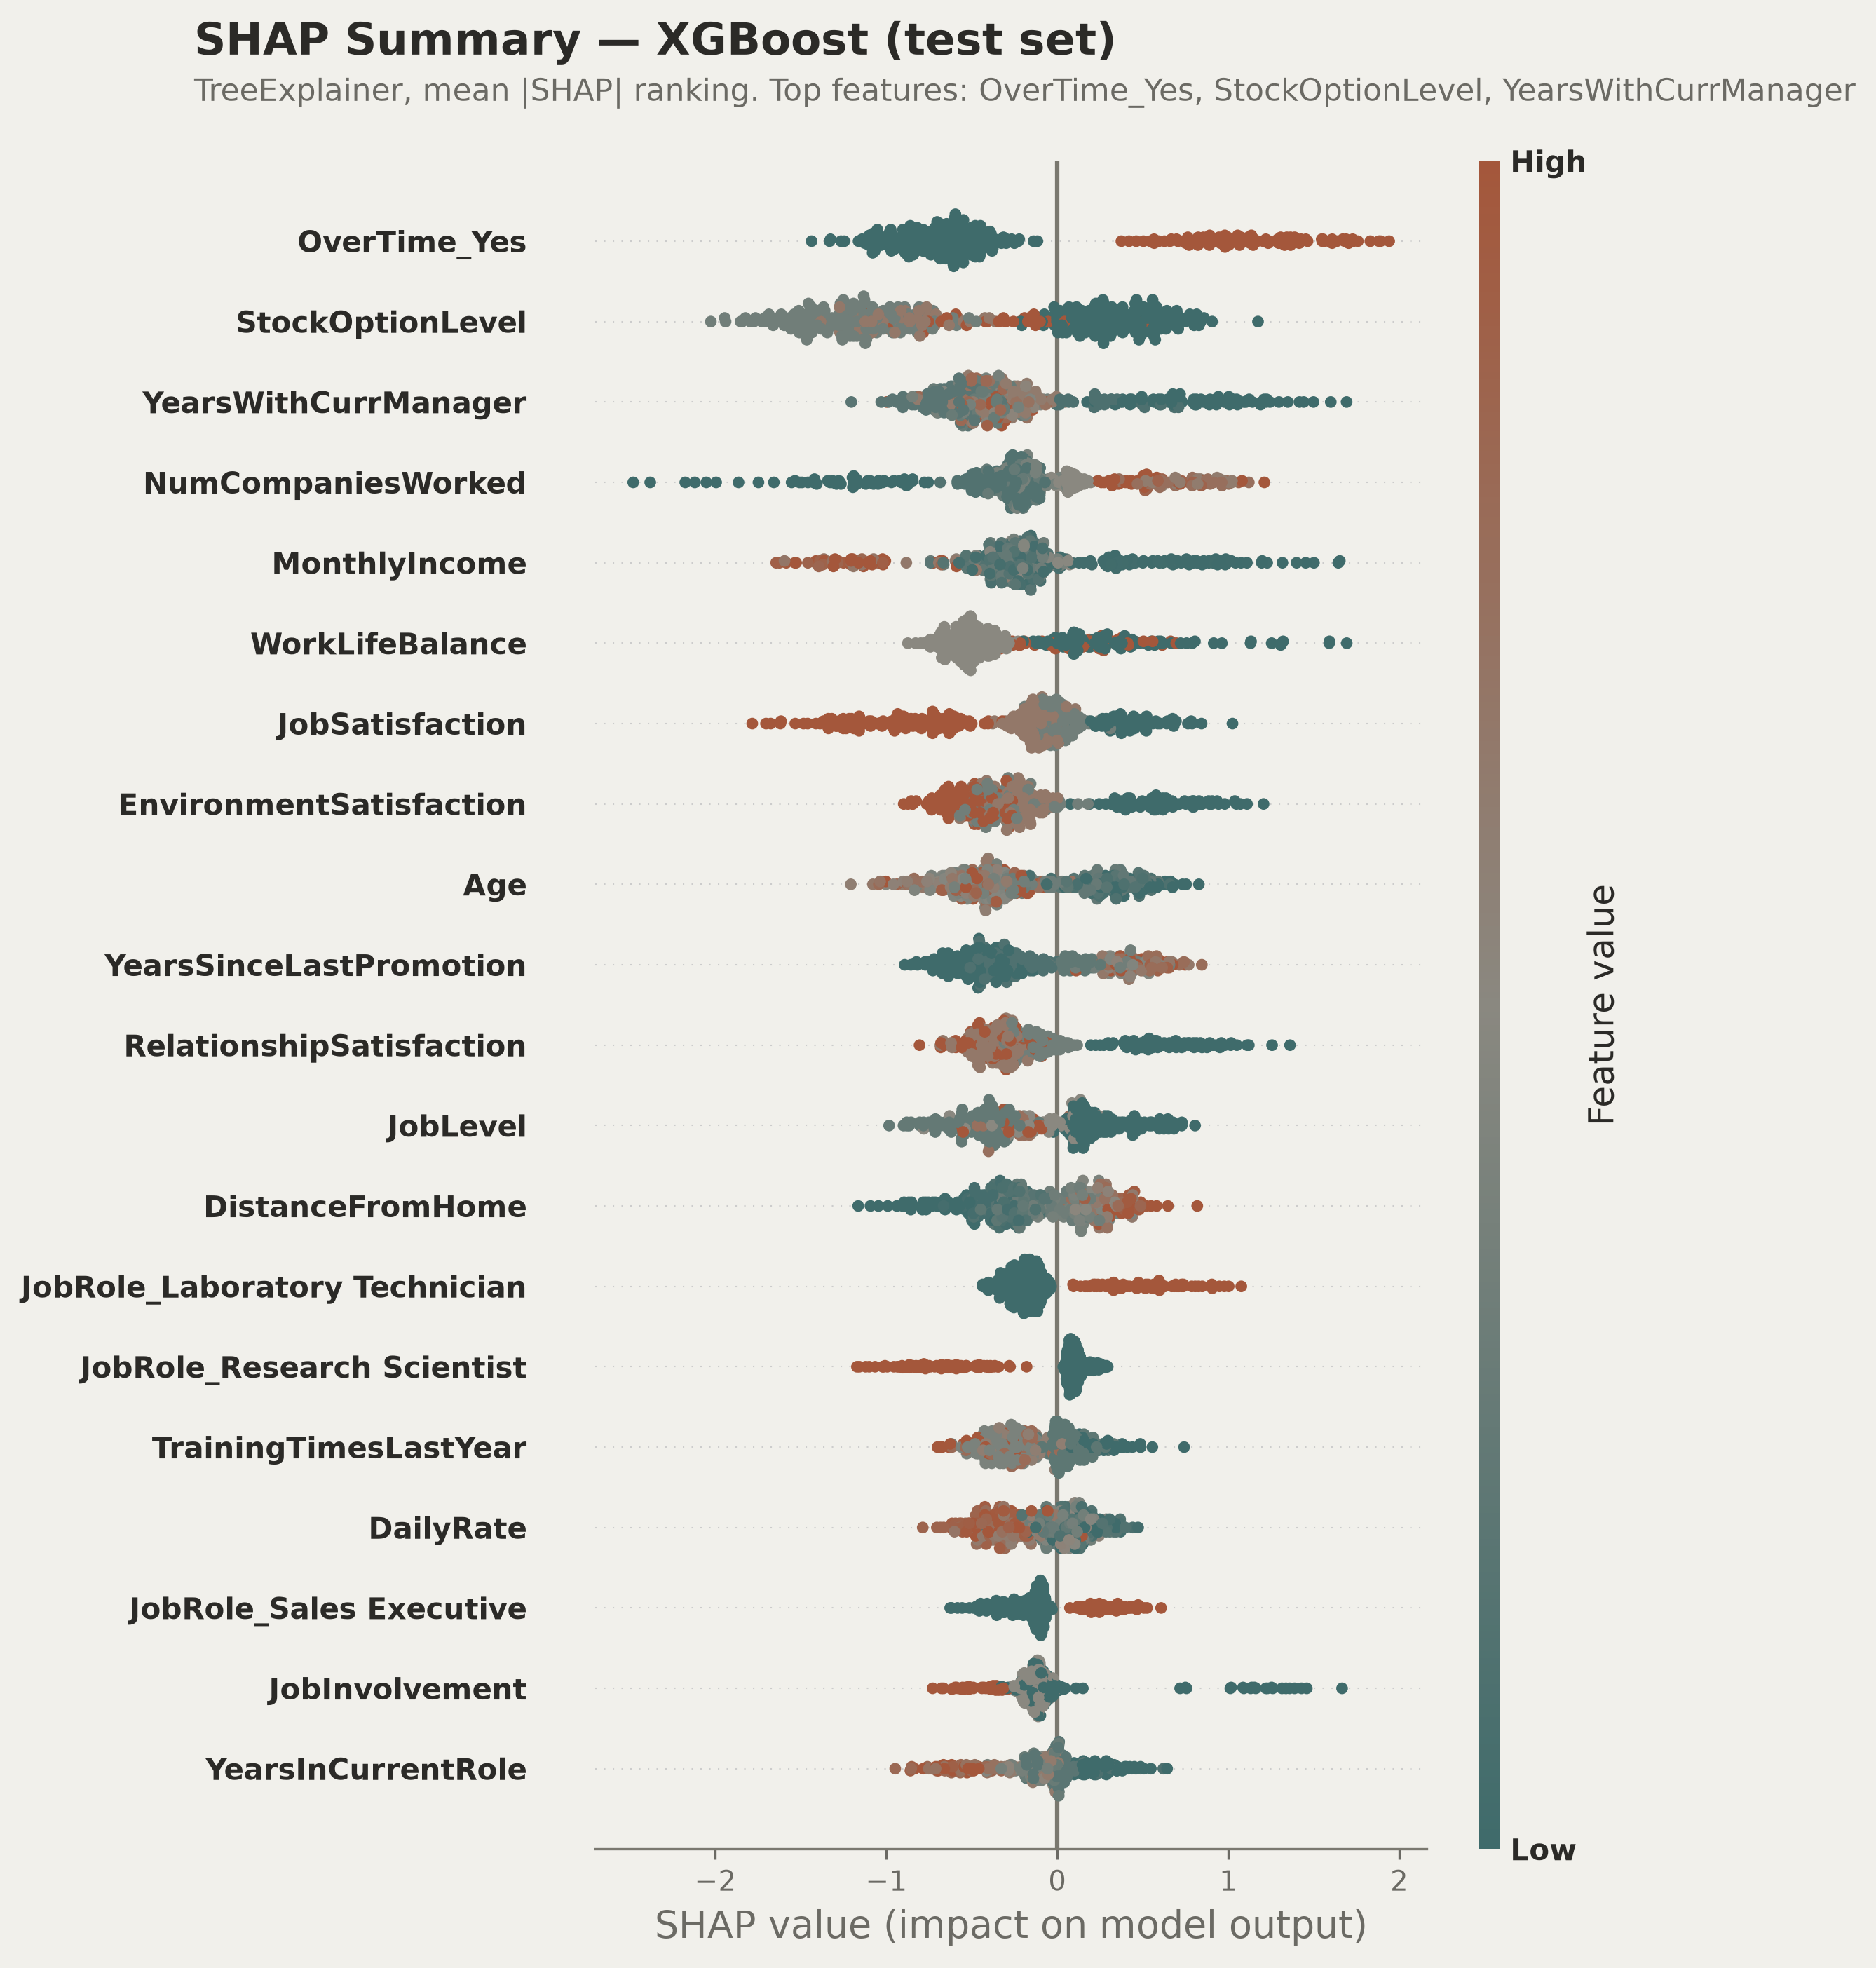 SHAP Summary — XGBoost (test set)
TreeExplainer, mean |SHAP| ranking. Top features: OverTime_Yes, StockOptionLevel, YearsWithCurrManager
High
OverTime_Yes
StockOptionLevel
YearsWithCurrManager
NumCompaniesWorked
MonthlyIncome
WorkLifeBalance
JobSatisfaction
EnvironmentSatisfaction
Age
YearsSinceLastPromotion
RelationshipSatisfaction
JobLevel
DistanceFromHome
JobRole_Laboratory Technician
JobRole_Research Scientist
TrainingTimesLastYear
DailyRate
JobRole_Sales Executive
JobInvolvement
YearsInCurrentRole
Feature value
Low
−2 −1 0 1 2
SHAP value (impact on model output)